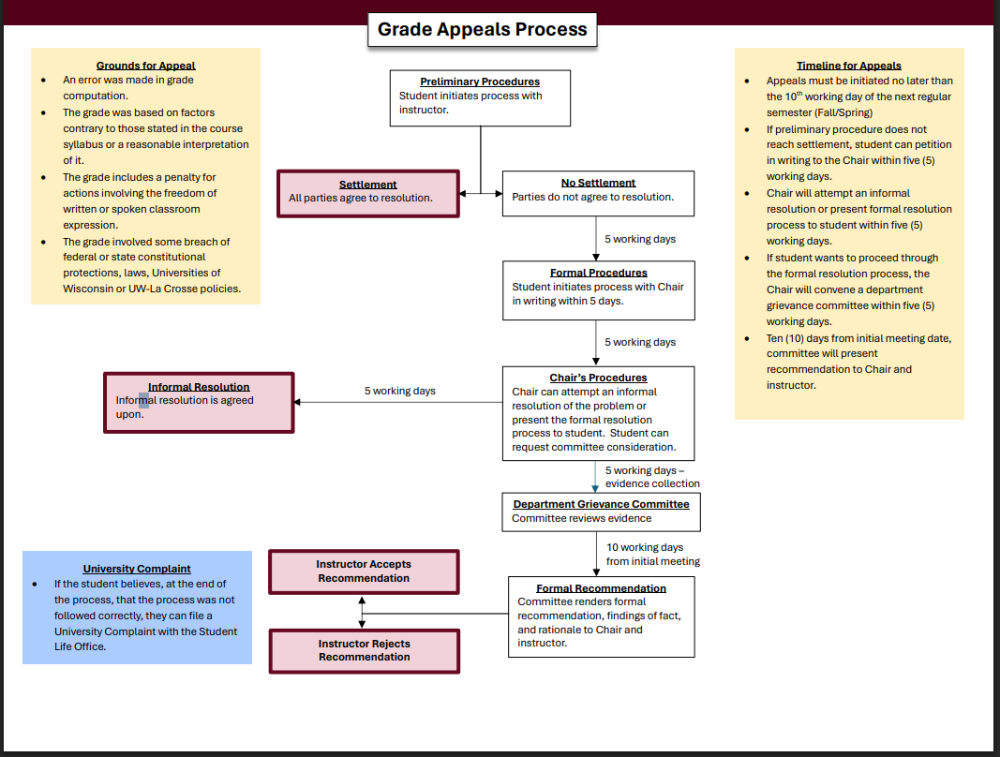 Grade Appeals Process
Grounds for Appeal
• An error was made in grade
computation.
• The grade was based on factors
contrary to those stated in the course
syllabus or a reasonable interpretation
of it.
• The grade includes a penalty for
actions involving the freedom of
written or spoken classroom
expression.
• The grade involved some breach of
federal or state constitutional
protections, laws, Universities of
Wisconsin or UW-La Crosse policies.
Preliminary Procedures
Student initiates process with
instructor.
Settlement
All parties agree to resolution.
No Settlement
Parties do not agree to resolution.
5 working days
Formal Procedures
Student initiates process with Chair
in writing within 5 days.
5 working days
Chair's Procedures
Chair can attempt an informal
resolution of the problem or
present the formal resolution
process to student. Student can
request committee consideration.
5 working days
Informal Resolution
Informal resolution is agreed
upon.
5 working days –
evidence collection
Department Grievance Committee
Committee reviews evidence
10 working days
from initial meeting
Formal Recommendation
Committee renders formal
recommendation, findings of fact,
and rationale to Chair and
instructor.
Instructor Accepts
Recommendation
Instructor Rejects
Recommendation
University Complaint
• If the student believes, at the end of
the process, that the process was not
followed correctly, they can file a
University Complaint with the Student
Life Office.
Timeline for Appeals
• Appeals must be initiated no later than
the 10th working day of the next regular
semester (Fall/Spring)
• If preliminary procedure does not
reach settlement, student can petition
in writing to the Chair within five (5)
working days.
• Chair will attempt an informal
resolution or present formal resolution
process to student within five (5)
working days.
• If student wants to proceed through
the formal resolution process, the
Chair will convene a department
grievance committee within five (5)
working days.
• Ten (10) days from initial meeting date,
committee will present
recommendation to Chair and
instructor.